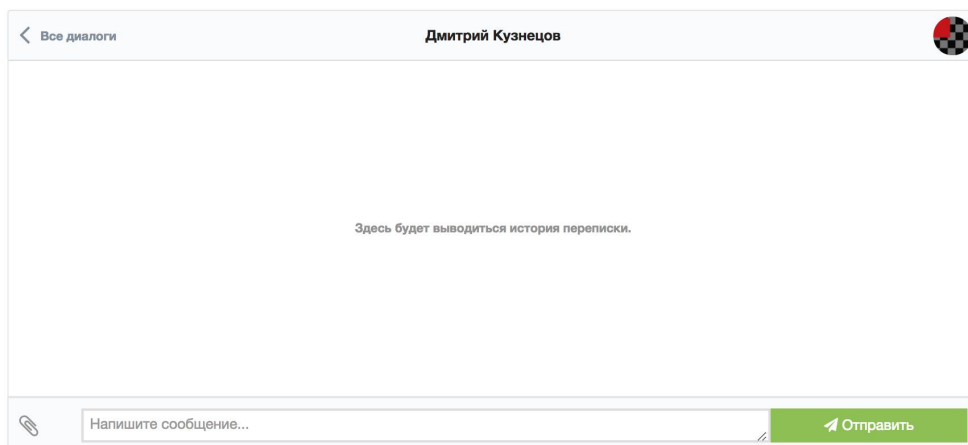 Все диалоги
Дмитрий Кузнецов
Здесь будет выводиться история переписки.
Напишите сообщение...
Отправить